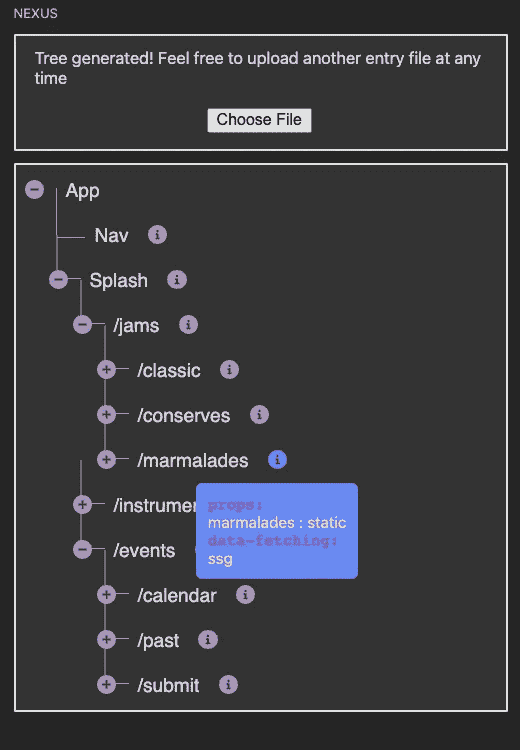 NEXUS
Tree generated! Feel free to upload another entry file at any
time
Choose File
App
Nav
Splash
/jams
/classic
/conserves
/marmalades
props:
marmalades : static
data-fetching:
ssg
/events
/calendar
/past
/submit